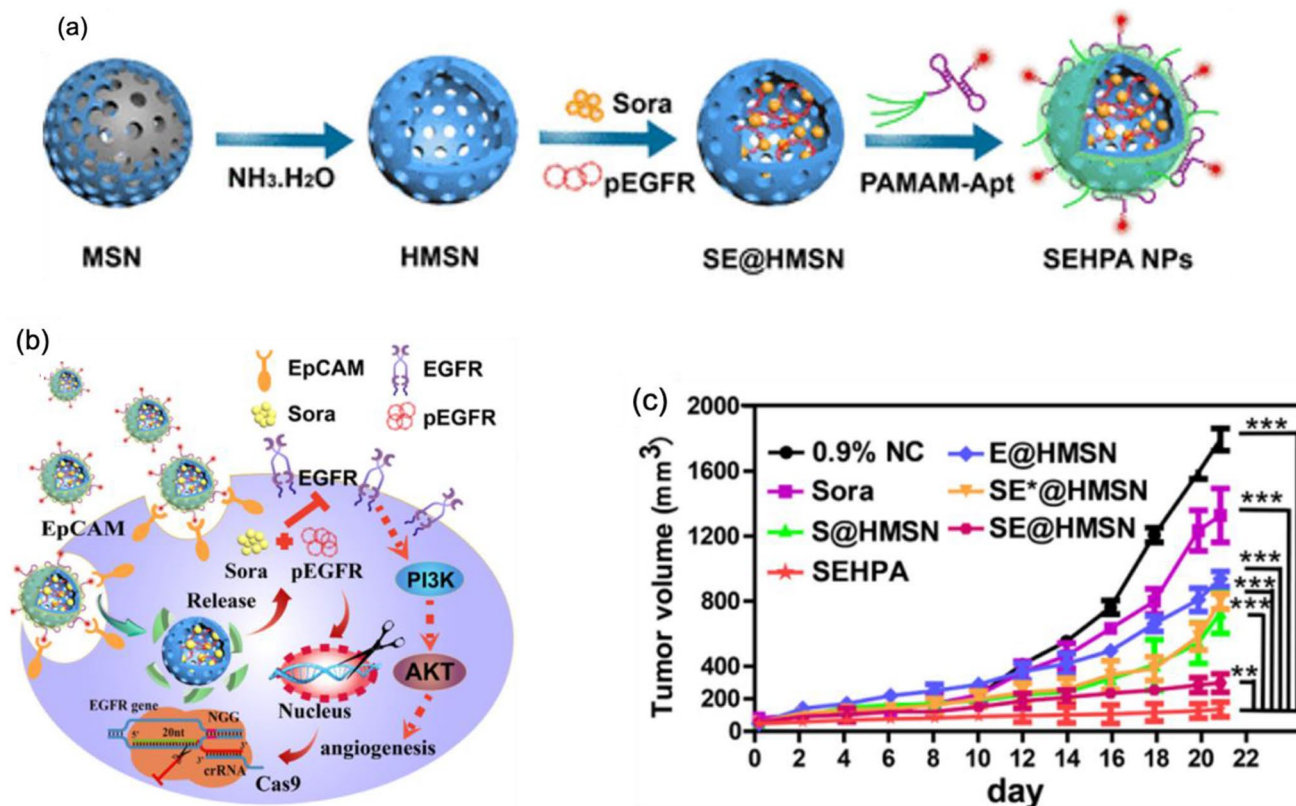 (a)
Sora
NH₃.H₂O
pEGFR
PAMAM-Apt
MSN
HMSN
SE@HMSN
SEHPA NPs
(b)
EpCAM
EGFR
Sora
pEGFR
EGFR
EpCAM
Sora
pEGFR
PI3K
Release
AKT
Nucleus
EGFR gene
NGG
angiogenesis
5'
20nt
3'
3'
crRNA
Cas9
(c)
2000
1600
1200
800
400
200
0
Tumor volume (mm³)
0.9% NC
Sora
S@HMSN
SEHPA
E@HMSN
SE*@HMSN
SE@HMSN
***
***
***
***
***
**
0 2 4 6 8 10 12 14 16 18 20 22
day